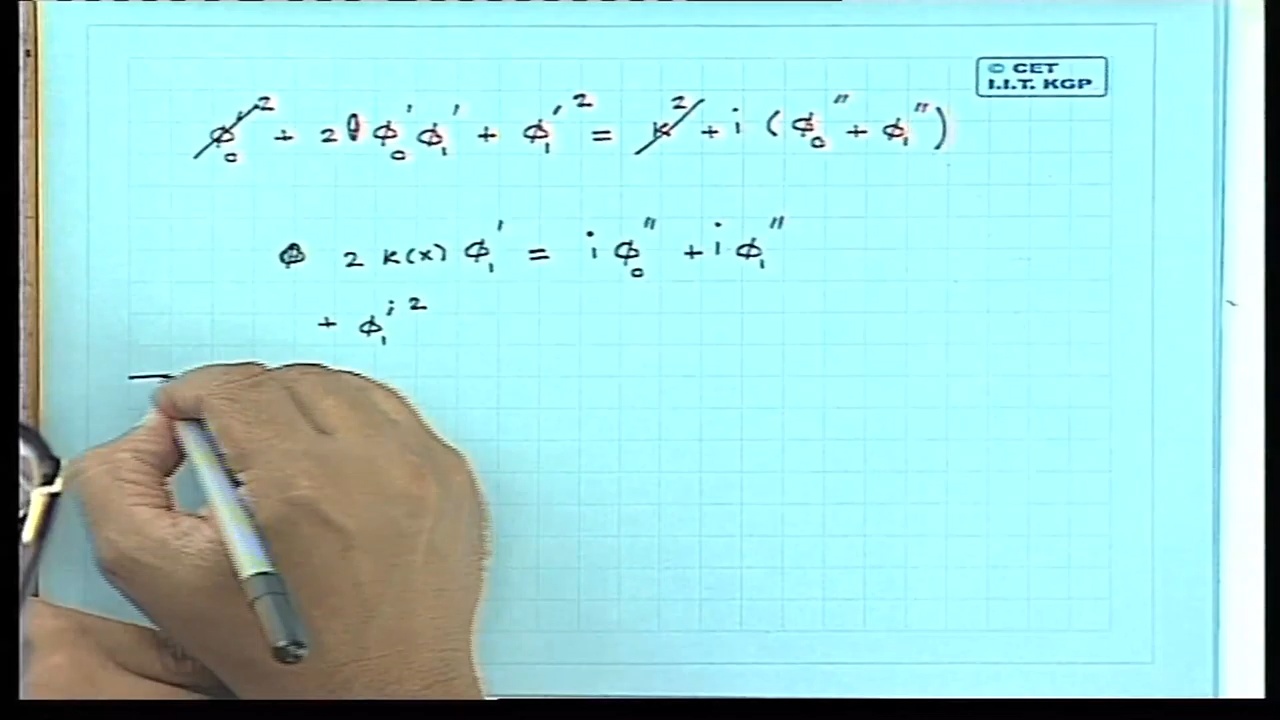 © CET
I.I.T. KGP
ϕ₀'² + 2 ϕ₀' ϕ₁' + ϕ₁'² = k² + i (ϕ₀'' + ϕ₁'')
2 k(x) ϕ₁' = i ϕ₀'' + i ϕ₁''
+ ϕ₁'²